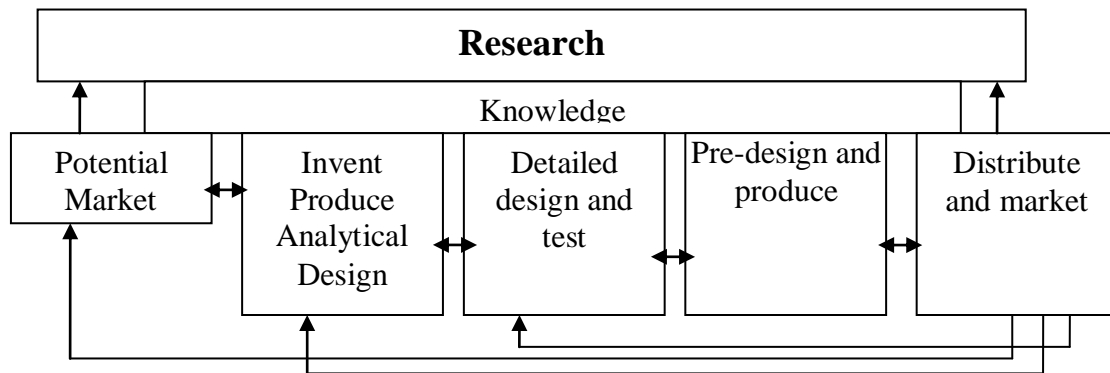 Research
Knowledge
Potential
Market
Invent
Produce
Analytical
Design
Detailed
design and
test
Pre-design and
produce
Distribute
and market